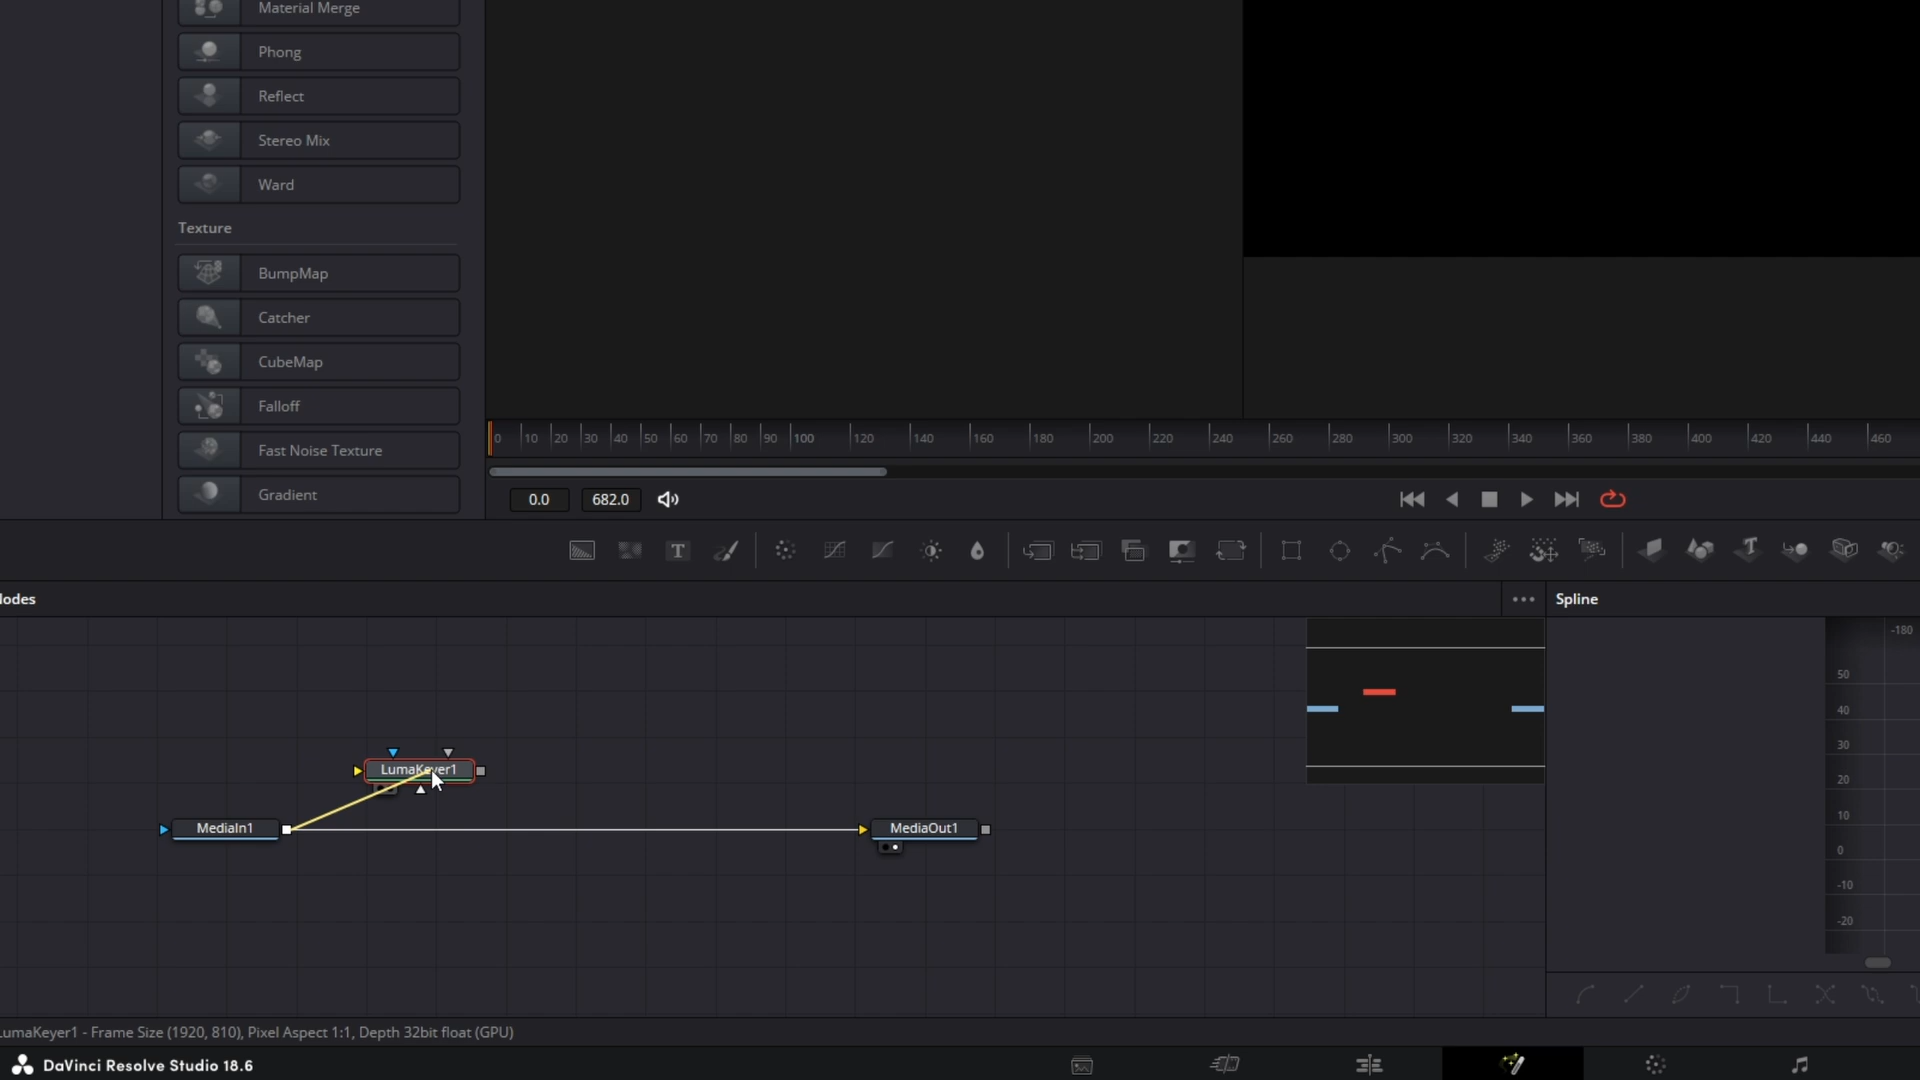 Material Merge
Phong
Reflect
Stereo Mix
Ward
Texture
BumpMap
Catcher
CubeMap
Falloff
Fast Noise Texture
Gradient
0 10 20 30 40 50 60 70 80 90 100 120 140 160 180 200 220 240 260 280 300 320 340 360 380 400 420 440 460
0.0 682.0
T
lodes
Spline
-180
50
40
30
20
10
0
-10
-20
LumaKeyer1
MediaIn1
MediaOut1
LumaKeyer1 - Frame Size (1920, 810), Pixel Aspect 1:1, Depth 32bit float (GPU)
DaVinci Resolve Studio 18.6